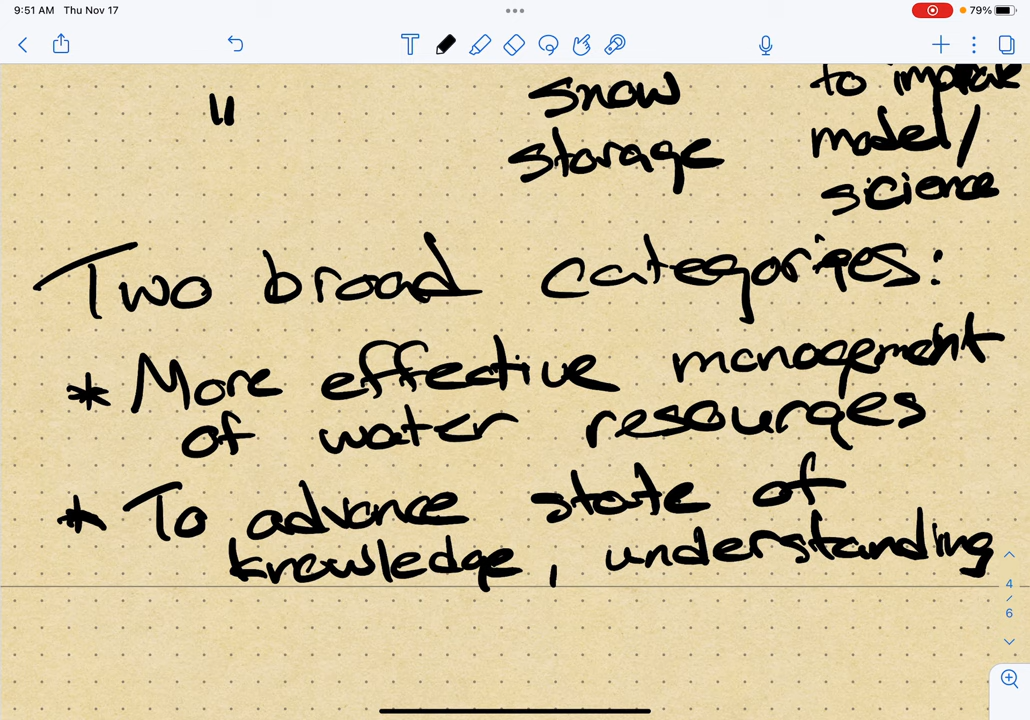 9:51 AM Thu Nov 17
79%
"
snow
storage
to improve
model/
science
Two broad categories:
* More effective management
of water resources
* To advance state of
knowledge, understanding
4
/
6